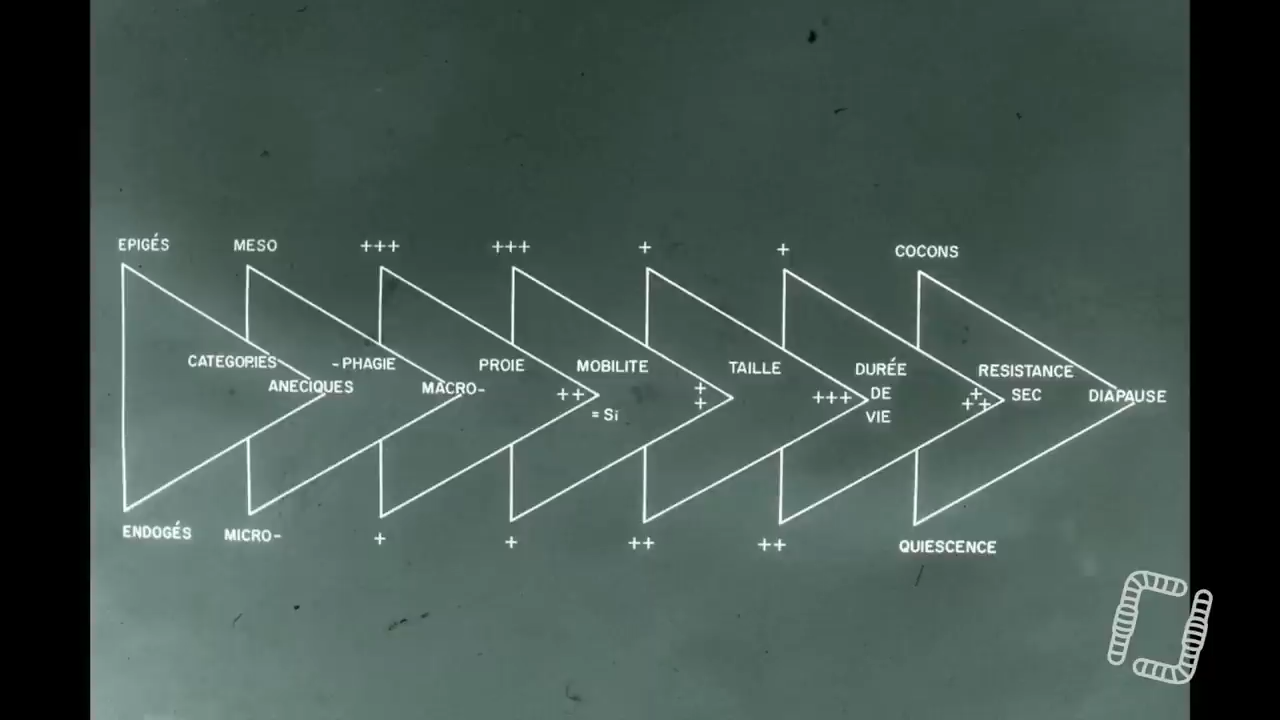 EPIGÉS
MESO
+++
+++
+
+
COCONS
CATEGORIES
-PHAGIE
PROIE
MOBILITE
TAILLE
DURÉE
DE
VIE
RESISTANCE
SEC
ANECIQUES
MACRO-
++
= Si
++
+++
+++
DIAPAUSE
ENDOGÉS
MICRO-
+
+
++
++
QUIESCENCE